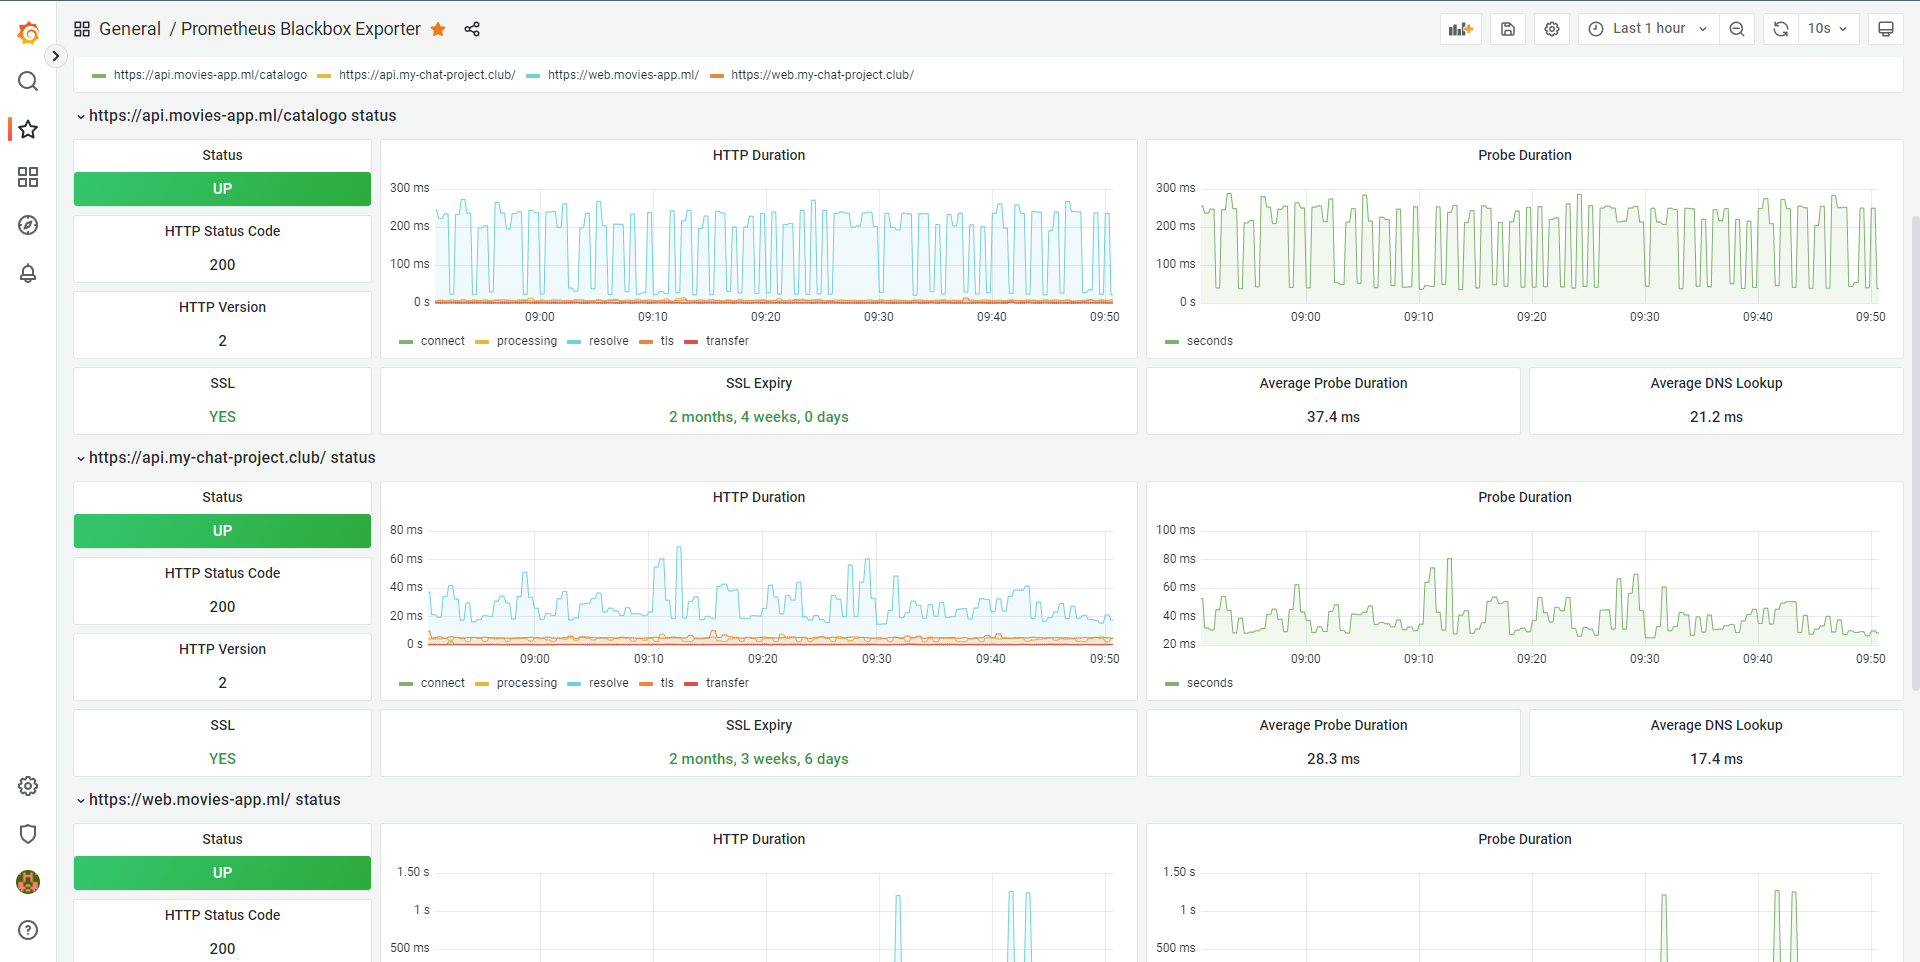 General / Prometheus Blackbox Exporter
Last 1 hour
10s
https://api.movies-app.ml/catalogo https://api.my-chat-project.club/ https://web.movies-app.ml/ https://web.my-chat-project.club/
https://api.movies-app.ml/catalogo status
Status
UP
HTTP Status Code
200
HTTP Version
2
HTTP Duration
300 ms
200 ms
100 ms
0 s
09:00 09:10 09:20 09:30 09:40 09:50
connect processing resolve tls transfer
Probe Duration
300 ms
200 ms
100 ms
0 s
09:00 09:10 09:20 09:30 09:40 09:50
seconds
SSL
YES
SSL Expiry
2 months, 4 weeks, 0 days
Average Probe Duration
37.4 ms
Average DNS Lookup
21.2 ms
https://api.my-chat-project.club/ status
Status
UP
HTTP Status Code
200
HTTP Version
2
HTTP Duration
80 ms
60 ms
40 ms
20 ms
0 s
09:00 09:10 09:20 09:30 09:40 09:50
connect processing resolve tls transfer
Probe Duration
100 ms
80 ms
60 ms
40 ms
20 ms
09:00 09:10 09:20 09:30 09:40 09:50
seconds
SSL
YES
SSL Expiry
2 months, 3 weeks, 6 days
Average Probe Duration
28.3 ms
Average DNS Lookup
17.4 ms
https://web.movies-app.ml/ status
Status
UP
HTTP Status Code
200
HTTP Duration
1.50 s
1 s
500 ms
Probe Duration
1.50 s
1 s
500 ms